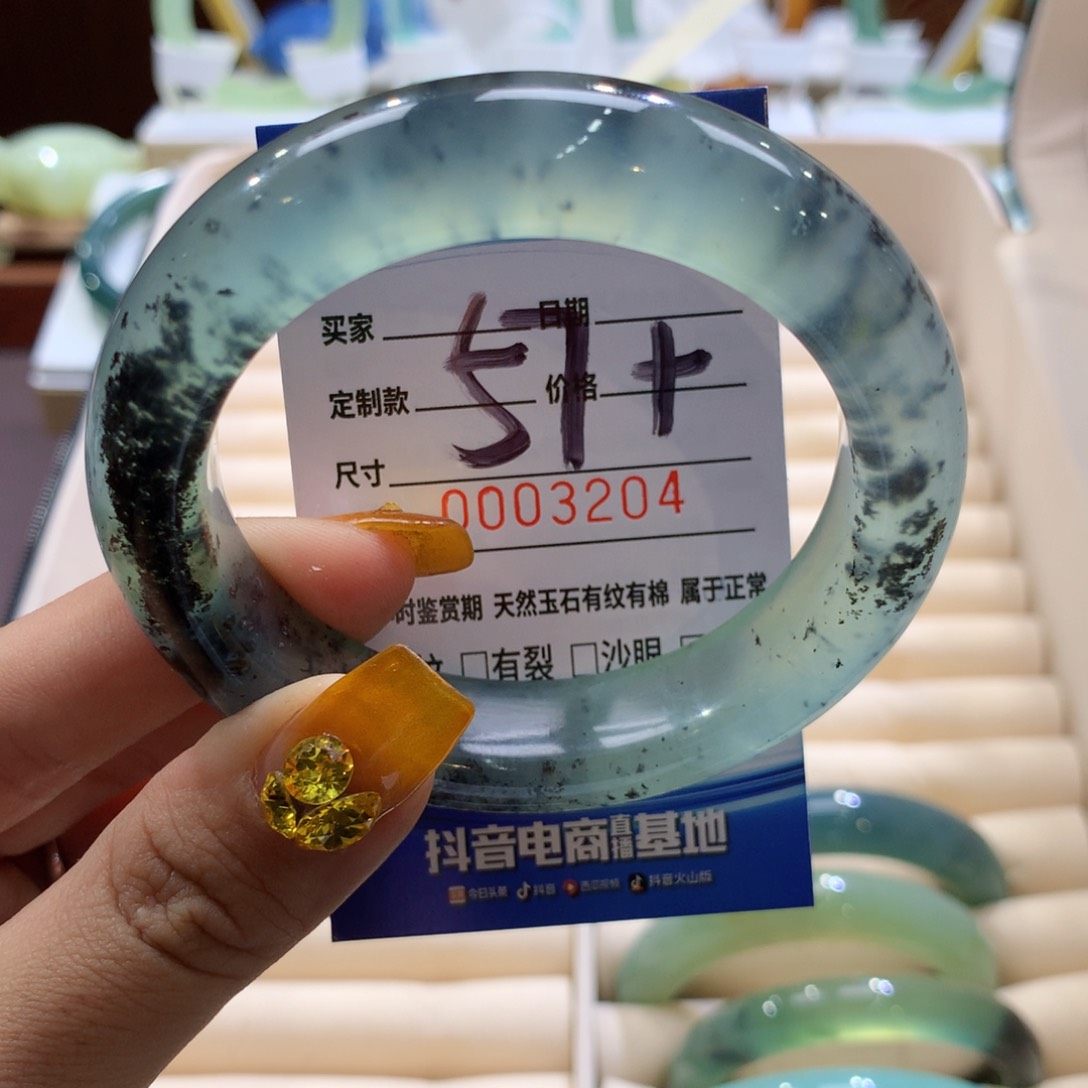 买家 日期
57+
定制款 价格
尺寸
0003204
时鉴赏期 天然玉石有纹有棉 属于正常
□有裂 □沙眼
抖音电商直播基地
今日头条 抖音 西瓜视频 抖音火山版